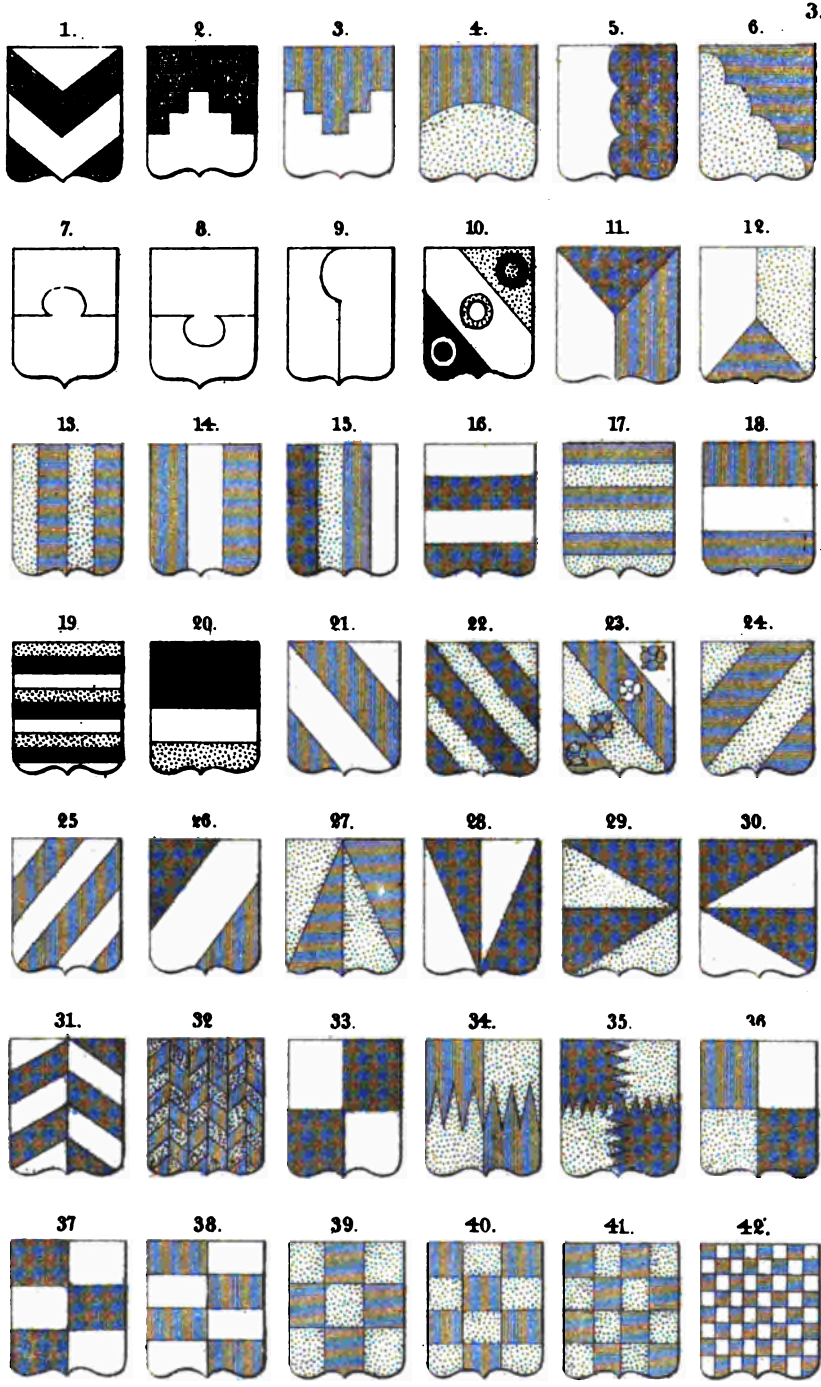 3.
1. 2. 3. 4. 5. 6.
7. 8. 9. 10. 11. 12.
13. 14. 15. 16. 17. 18.
19. 20. 21. 22. 23. 24.
25 26. 27. 28. 29. 30.
31. 32 33. 34. 35. 36
37 38. 39. 40. 41. 42.